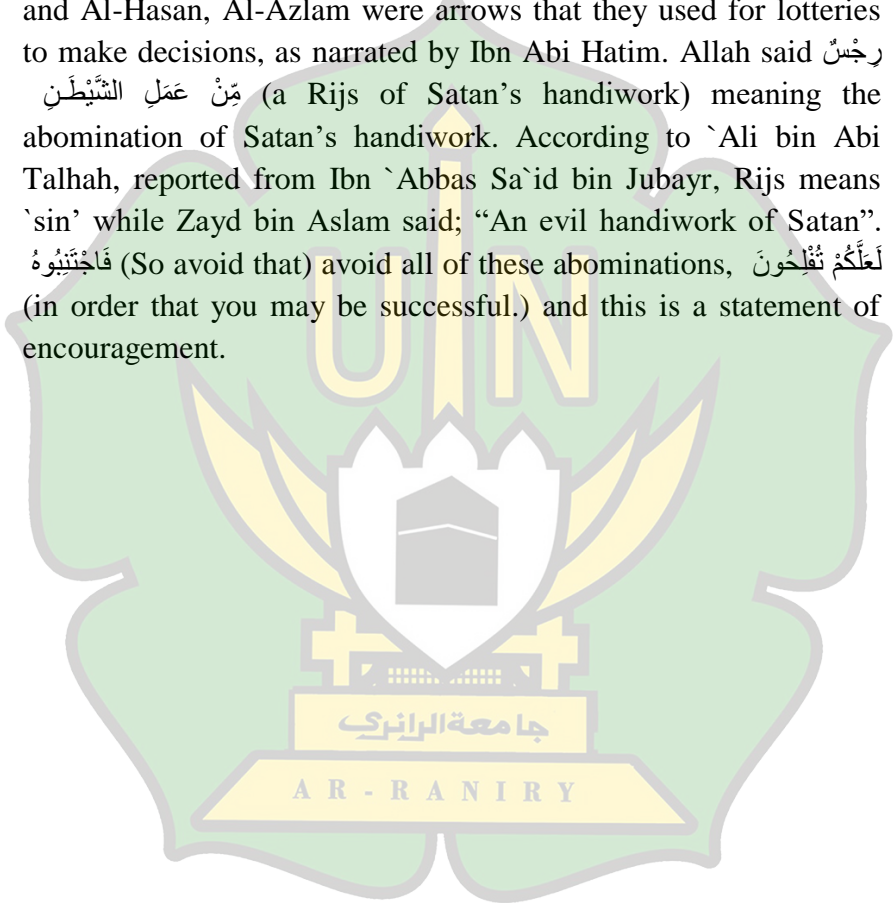 and Al-Hasan, Al-Azlam were arrows that they used for lotteries
to make decisions, as narrated by Ibn Abi Hatim. Allah said رِجْسٌ
مِّنْ عَمَلِ الشَّيْطَـنِ (a Rijs of Satan’s handiwork) meaning the
abomination of Satan’s handiwork. According to `Ali bin Abi
Talhah, reported from Ibn `Abbas Sa`id bin Jubayr, Rijs means
`sin’ while Zayd bin Aslam said; “An evil handiwork of Satan”.
فَاجْتَنِبُوهُ (So avoid that) avoid all of these abominations, لَعَلَّكُمْ تُفْلِحُونَ
(in order that you may be successful.) and this is a statement of
encouragement.
UIN
جامعة الرانري
AR-RANIRY